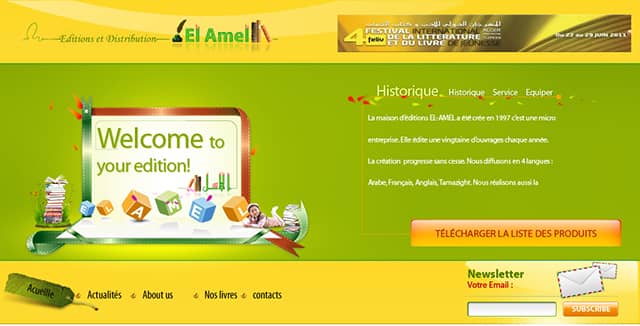 Editions et Distribution
El Amel
4e
FESTIVAL INTERNATIONAL
DE LA LITTERATURE
ET DU LIVRE DE JEUNESSE
Du 22 au 29 JUIN 2011
Historique Historique Service Equiper
La maison d'éditions EL-AMEL a été crée en 1997 c'est une micro
entreprise. Elle édite une vingtaine d'ouvrages chaque année.
La création progresse sans cesse. Nous diffusons en 4 langues :
Arabe, Français, Anglais, Tamazight. Nous réalisons aussi la
Welcome to
your edition!
EL AMEL
TÉLÉCHARGER LA LISTE DES PRODUITS
Acueille Actualités About us Nos livres contacts
Newsletter
Votre Email :
SUBSCRIBE